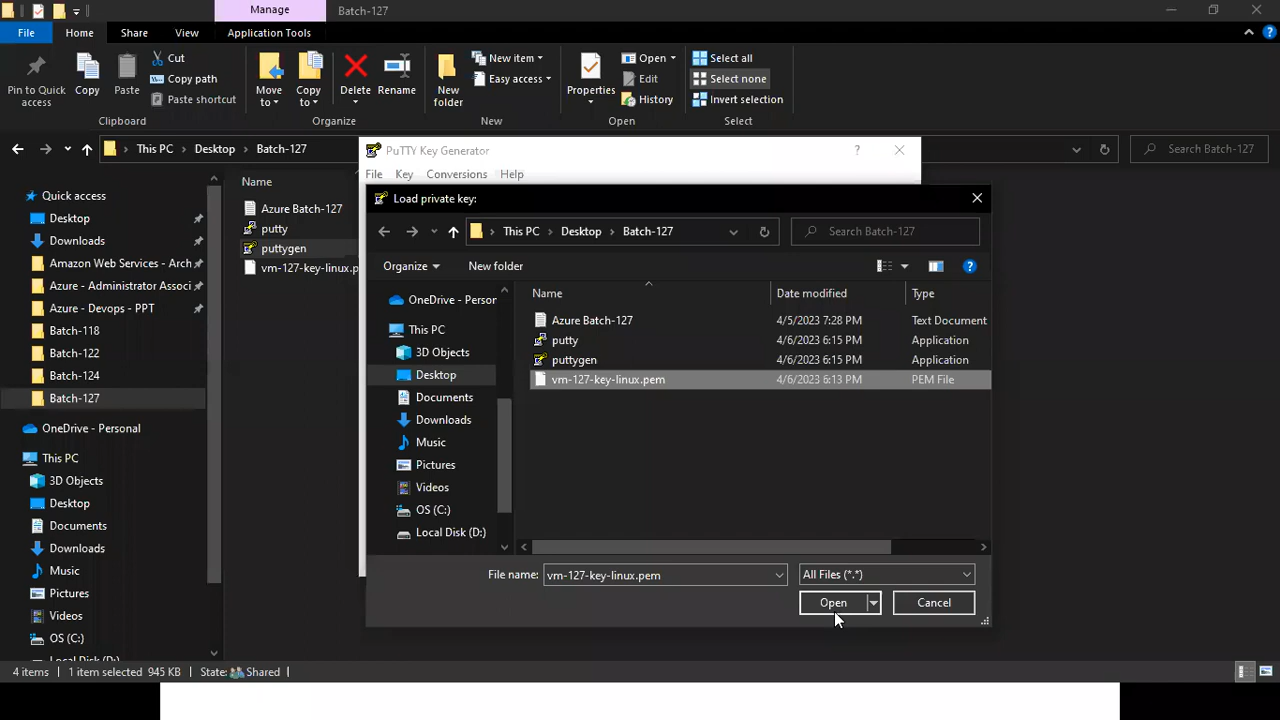 Manage
Batch-127
File
Home
Share
View
Application Tools
Pin to Quick
access
Copy
Paste
Cut
Copy path
Paste shortcut
Clipboard
Move
to
Copy
to
Delete
Rename
Organize
New
folder
New item
Easy access
New
Properties
Open
Edit
History
Open
Select all
Select none
Invert selection
Select
This PC
Desktop
Batch-127
Search Batch-127
Quick access
Desktop
Downloads
Amazon Web Services - Arch
Azure - Administrator Associ
Azure - Devops - PPT
Batch-118
Batch-122
Batch-124
Batch-127
OneDrive - Personal
This PC
3D Objects
Desktop
Documents
Downloads
Music
Pictures
Videos
OS (C:)
Local Disk (D:)
Name
Azure Batch-127
putty
puttygen
vm-127-key-linux.p
PuTTY Key Generator
?
File
Key
Conversions
Help
Load private key:
This PC
Desktop
Batch-127
Search Batch-127
Organize
New folder
?
OneDrive - Person
This PC
3D Objects
Desktop
Documents
Downloads
Music
Pictures
Videos
OS (C:)
Local Disk (D:)
Name Date modified Type
Azure Batch-127 4/5/2023 7:28 PM Text Document
putty 4/6/2023 6:15 PM Application
puttygen 4/6/2023 6:15 PM Application
vm-127-key-linux.pem 4/6/2023 6:13 PM PEM File
File name: vm-127-key-linux.pem
All Files (*.*)
Open
Cancel
4 items
1 item selected 945 KB
State: Shared